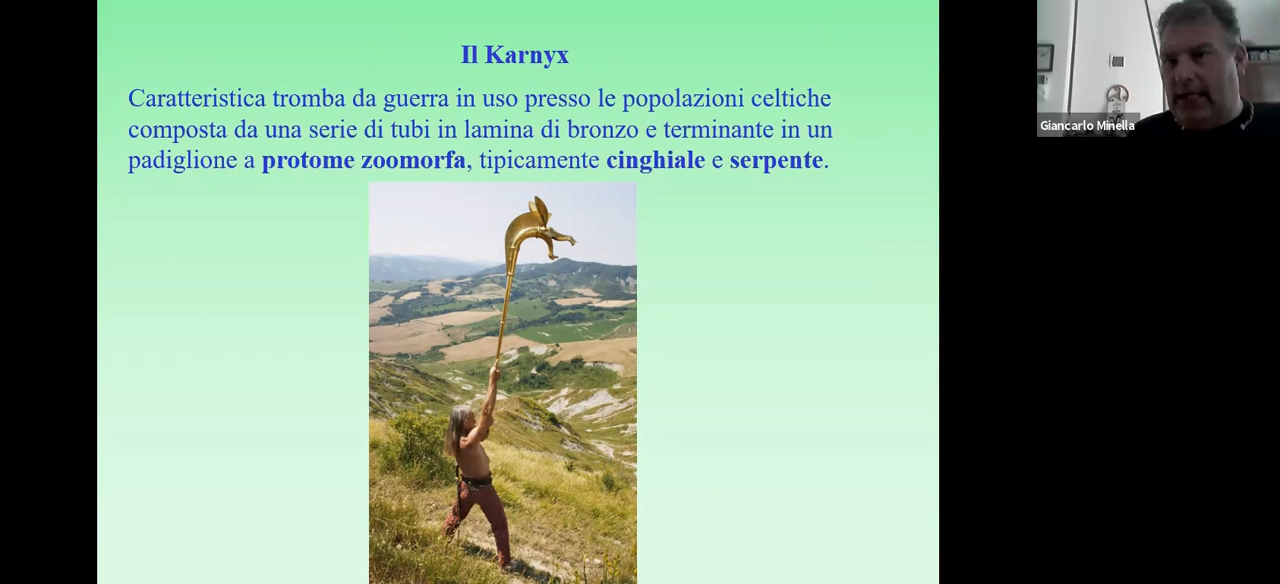 Il Karnyx
Caratteristica tromba da guerra in uso presso le popolazioni celtiche
composta da una serie di tubi in lamina di bronzo e terminante in un
padiglione a protome zoomorfa, tipicamente cinghiale e serpente.
Giancarlo Minella